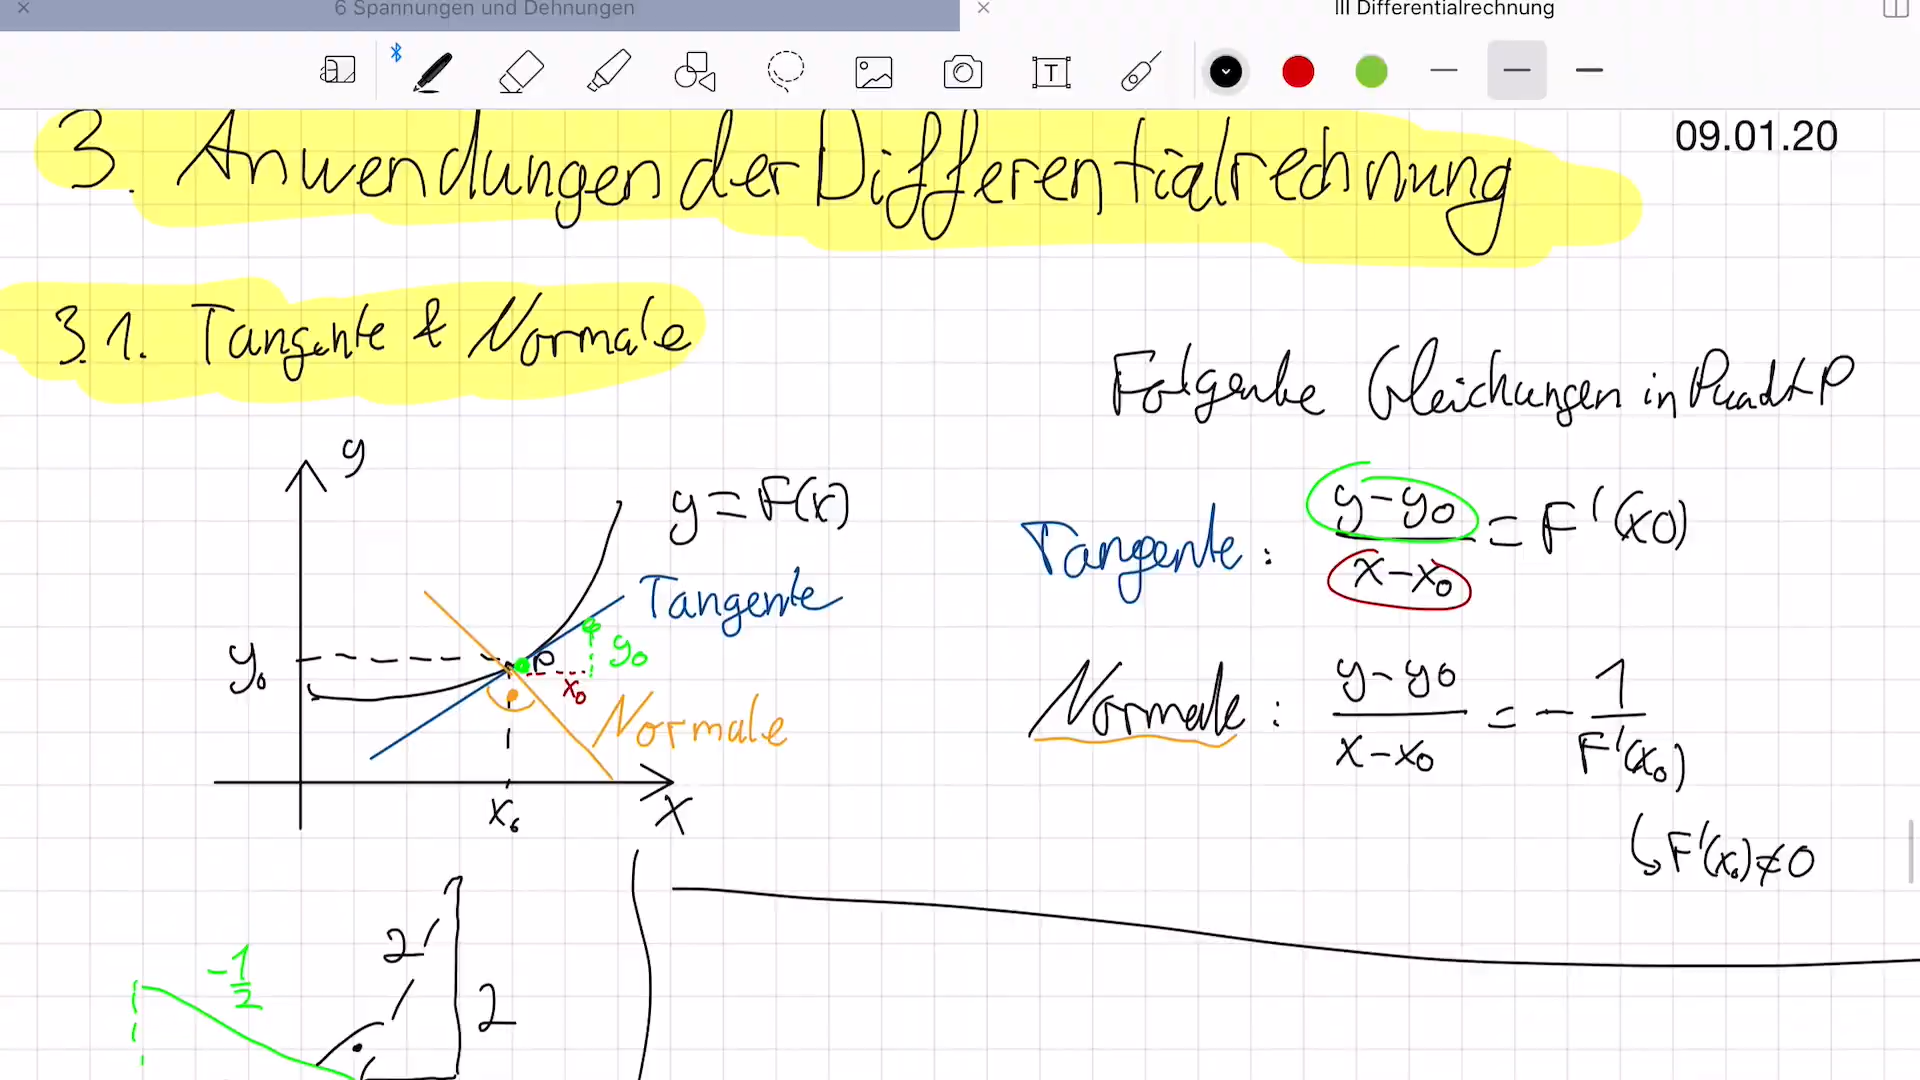 6 Spannungen und Dehnungen
III Differentialrechnung
09.01.20
3. Anwendungen der Differentialrechnung
3.1. Tangente & Normale
Folgende Gleichungen in Punkt P
y
y = F(x)
Tangente
y₀
P
x₀
y₀
Normale
x₀
x
Tangente: (y-y₀)/(x-x₀) = F'(x0)
Normale: (y-y₀)/(x-x₀) = - 1/F'(x₀)
↳ F'(x₀) ≠ 0
-1/2
2
2